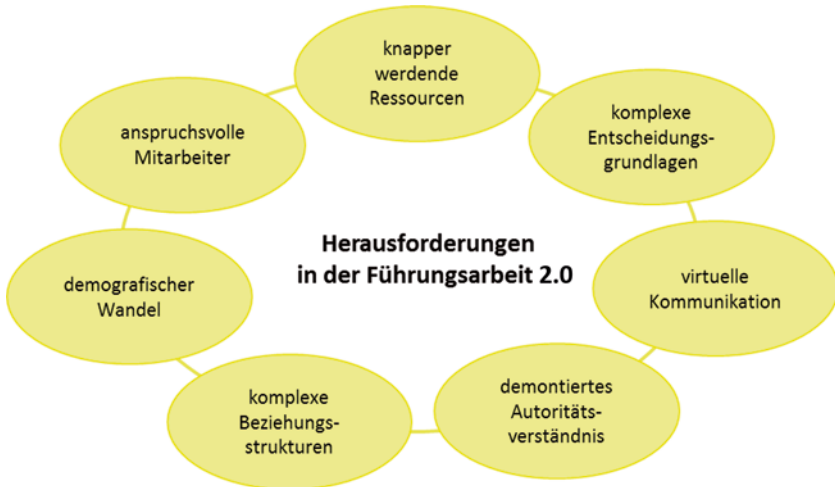 knapper
werdende
Ressourcen
komplexe
Entscheidungs-
grundlagen
virtuelle
Kommunikation
demontiertes
Autoritäts-
verständnis
komplexe
Beziehungs-
strukturen
demografischer
Wandel
anspruchsvolle
Mitarbeiter
Herausforderungen
in der Führungsarbeit 2.0